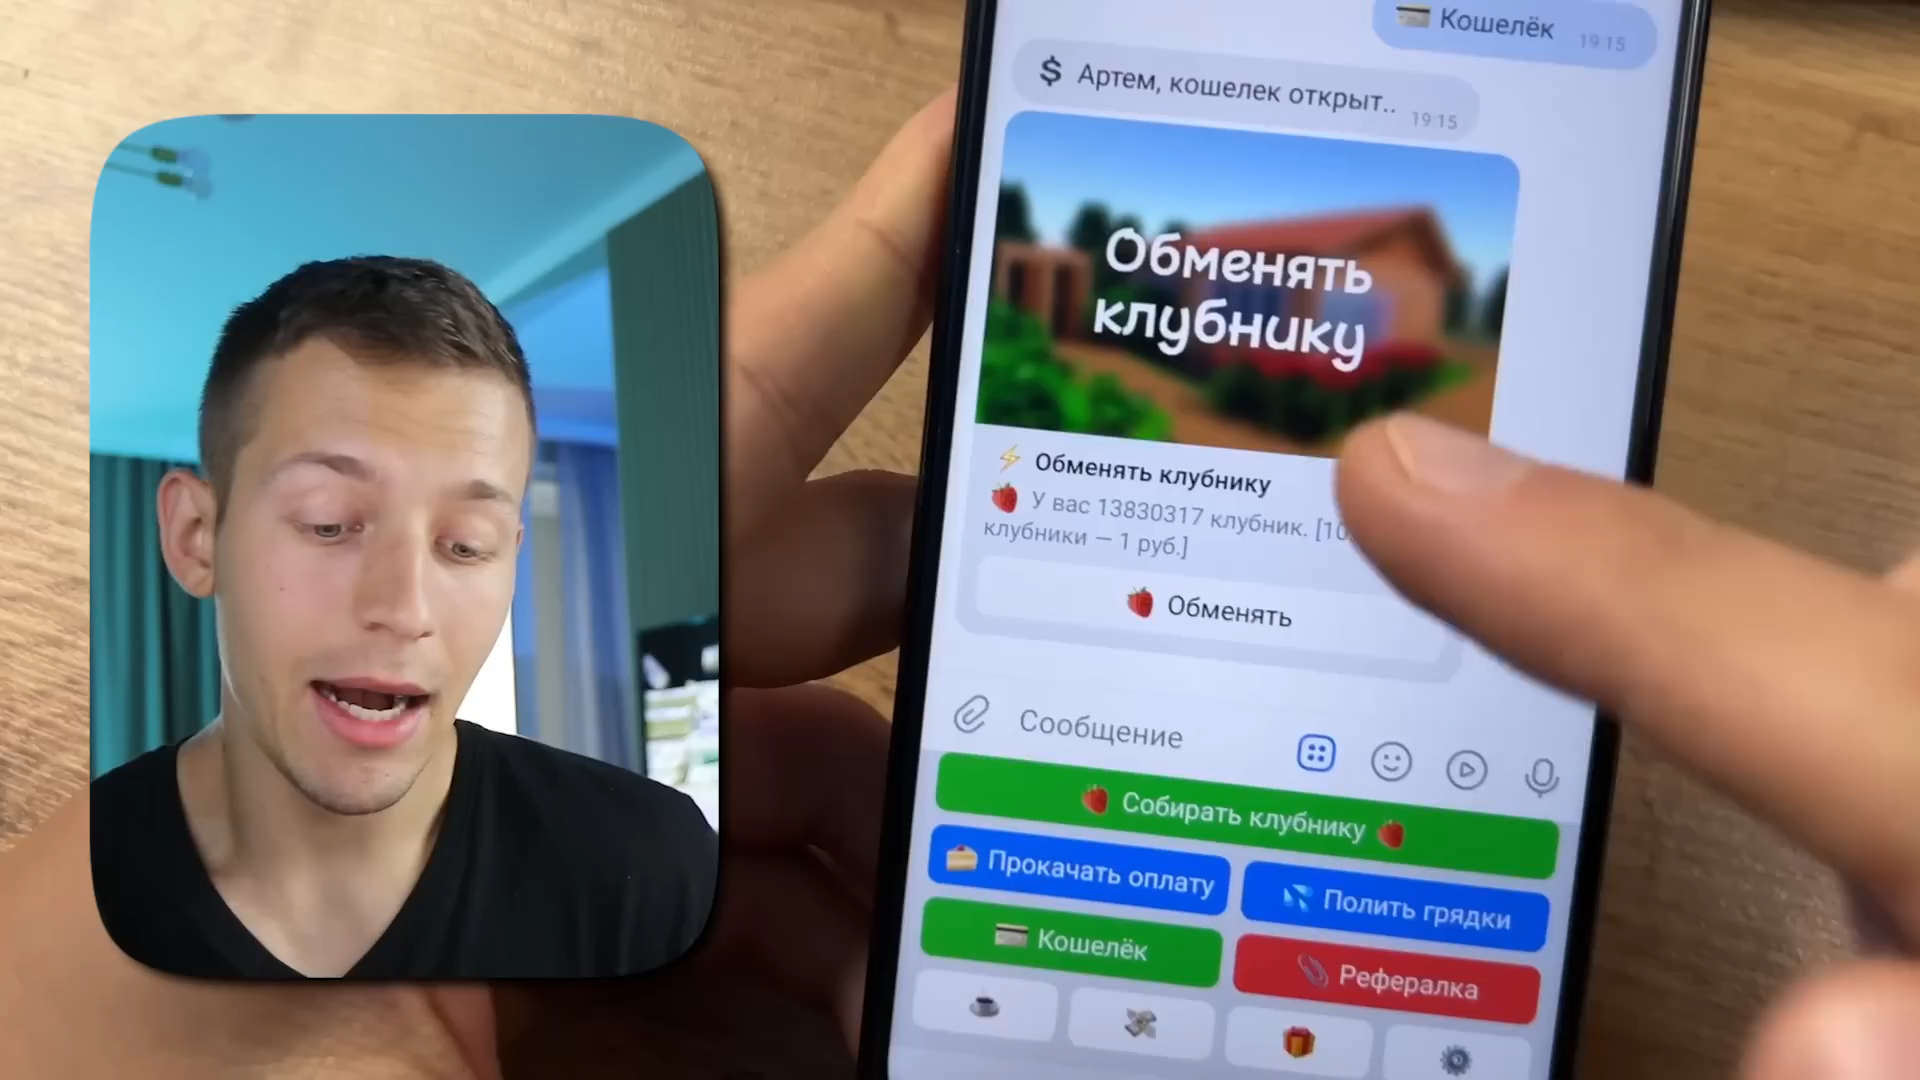 Кошелёк 19:15
$ Артем, кошелек открыт.. 19:15
Обменять
клубнику
Обменять клубнику
У вас 13830317 клубник. [10
клубники — 1 руб.]
Обменять
Сообщение
Собирать клубнику
Прокачать оплату
Полить грядки
Кошелёк
Рефералка